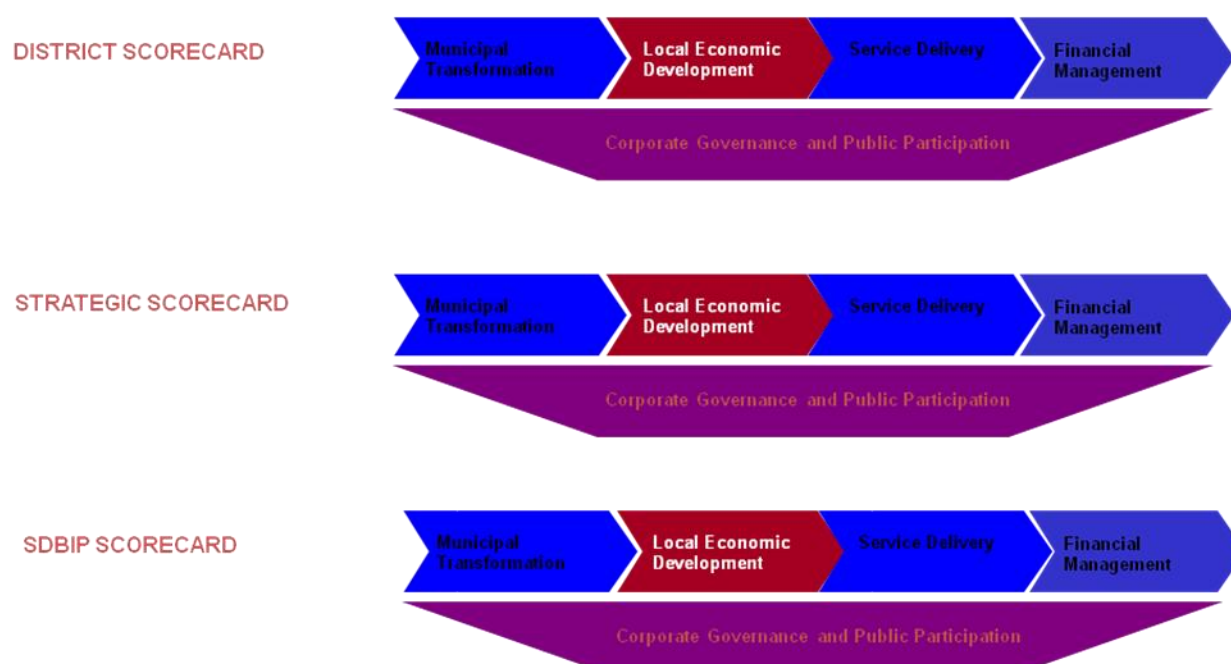 DISTRICT SCORECARD
Municipal
Transformation
Local Economic
Development
Service Delivery
Financial
Management
Corporate Governance and Public Participation
STRATEGIC SCORECARD
Municipal
Transformation
Local Economic
Development
Service Delivery
Financial
Management
Corporate Governance and Public Participation
SDBIP SCORECARD
Municipal
Transformation
Local Economic
Development
Service Delivery
Financial
Management
Corporate Governance and Public Participation